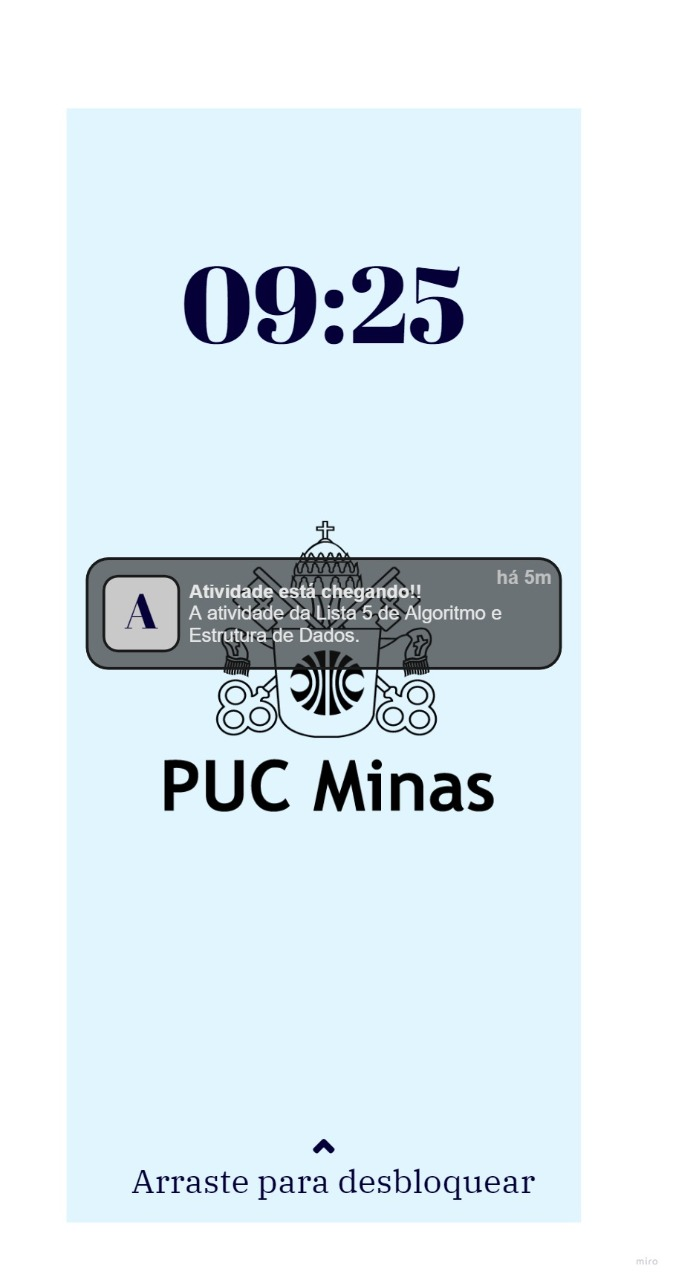 09:25
há 5m
Atividade está chegando!!
A atividade da Lista 5 de Algoritmo e
Estrutura de Dados.
A
PUC Minas
Arraste para desbloquear
miro